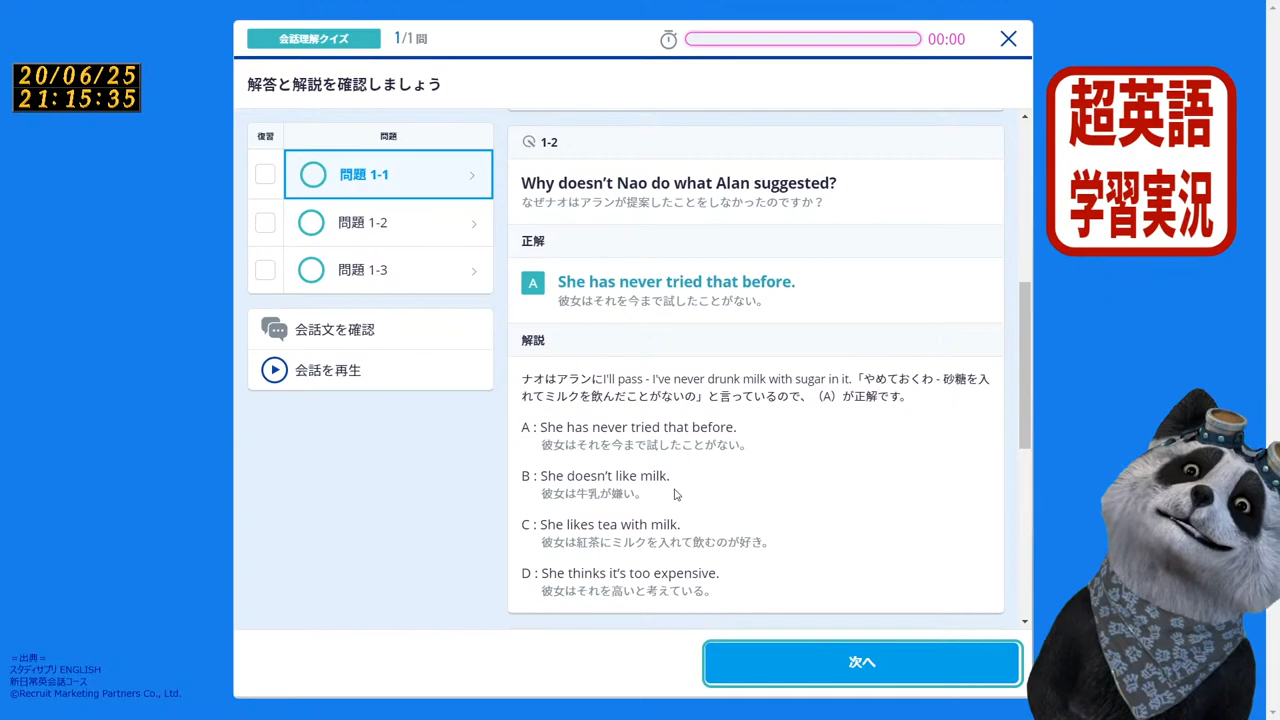 会話理解クイズ
1/1問
00:00
解答と解説を確認しましょう
20/06/25
21:15:35
超英語
学習実況
復習
問題
問題 1-1
問題 1-2
問題 1-3
会話文を確認
会話を再生
1-2
Why doesn't Nao do what Alan suggested?
なぜナオはアランが提案したことをしなかったのですか？
正解
A
She has never tried that before.
彼女はそれを今まで試したことがない。
解説
ナオはアランにI'll pass - I've never drunk milk with sugar in it.「やめておくわ - 砂糖を入
れてミルクを飲んだことがないの」と言っているので、（A）が正解です。
A : She has never tried that before.
彼女はそれを今まで試したことがない。
B : She doesn't like milk.
彼女は牛乳が嫌い。
C : She likes tea with milk.
彼女は紅茶にミルクを入れて飲むのが好き。
D : She thinks it's too expensive.
彼女はそれを高いと考えている。
次へ
＝出典＝
スタディサプリ ENGLISH
新日常英会話コース
©Recruit Marketing Partners Co., Ltd.